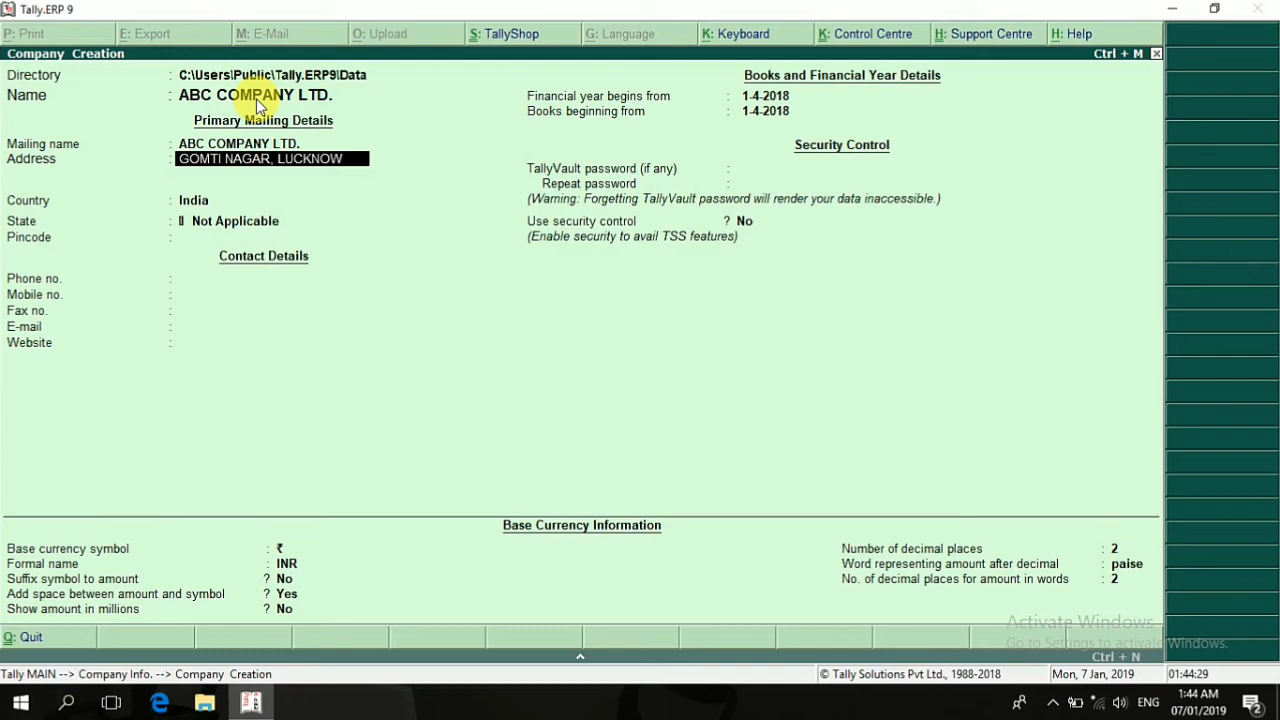 Tally.ERP 9
P: Print E: Export M: E-Mail O: Upload S: TallyShop G: Language K: Keyboard K: Control Centre H: Support Centre H: Help
Company Creation Ctrl + M
Directory : C:\Users\Public\Tally.ERP9\Data
Name : ABC COMPANY LTD.
Primary Mailing Details
Mailing name : ABC COMPANY LTD.
Address : GOMTI NAGAR, LUCKNOW
Country : India
State : Not Applicable
Pincode :
Contact Details
Phone no. :
Mobile no. :
Fax no. :
E-mail :
Website :
Books and Financial Year Details
Financial year begins from : 1-4-2018
Books beginning from : 1-4-2018
Security Control
TallyVault password (if any) :
Repeat password :
(Warning: Forgetting TallyVault password will render your data inaccessible.)
Use security control ? No
(Enable security to avail TSS features)
Base Currency Information
Base currency symbol : ₹
Formal name : INR
Suffix symbol to amount ? No
Add space between amount and symbol ? Yes
Show amount in millions ? No
Number of decimal places : 2
Word representing amount after decimal : paise
No. of decimal places for amount in words : 2
Activate Windows
Go to Settings to activate Windows.
Q: Quit
Ctrl + N
Tally MAIN --> Company Info. --> Company Creation © Tally Solutions Pvt Ltd., 1988-2018 Mon, 7 Jan, 2019 01:44:29
ENG 1:44 AM
07/01/2019
2